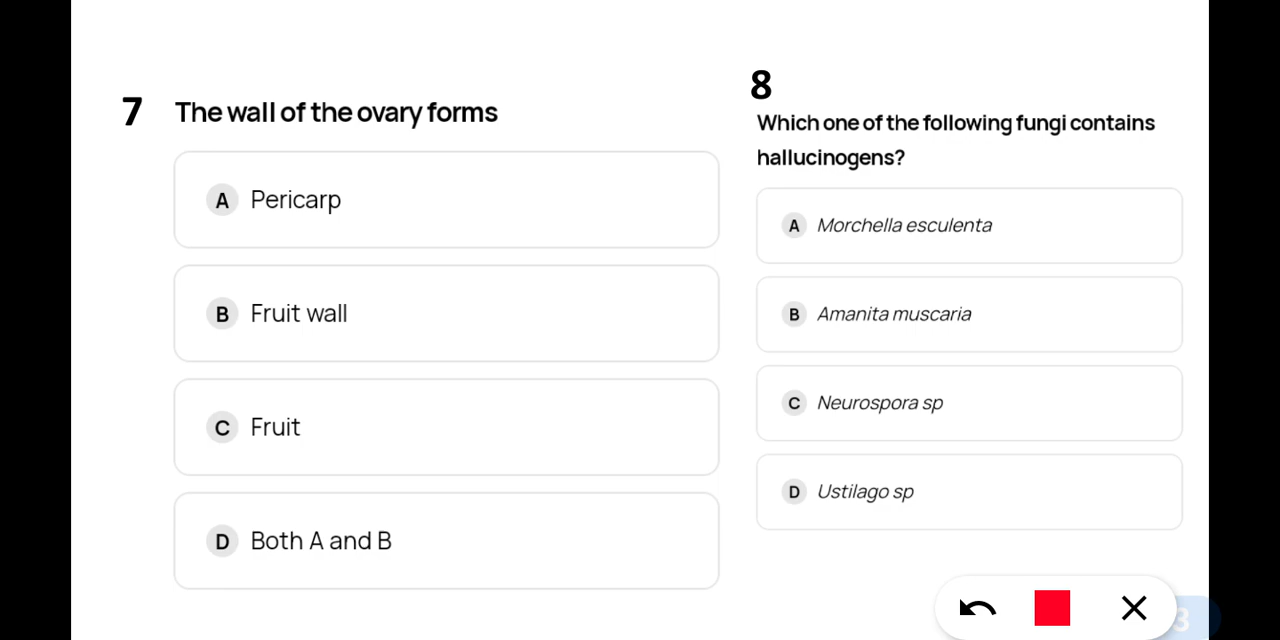 7 The wall of the ovary forms
A Pericarp
B Fruit wall
C Fruit
D Both A and B
8
Which one of the following fungi contains
hallucinogens?
A Morchella esculenta
B Amanita muscaria
C Neurospora sp
D Ustilago sp
3